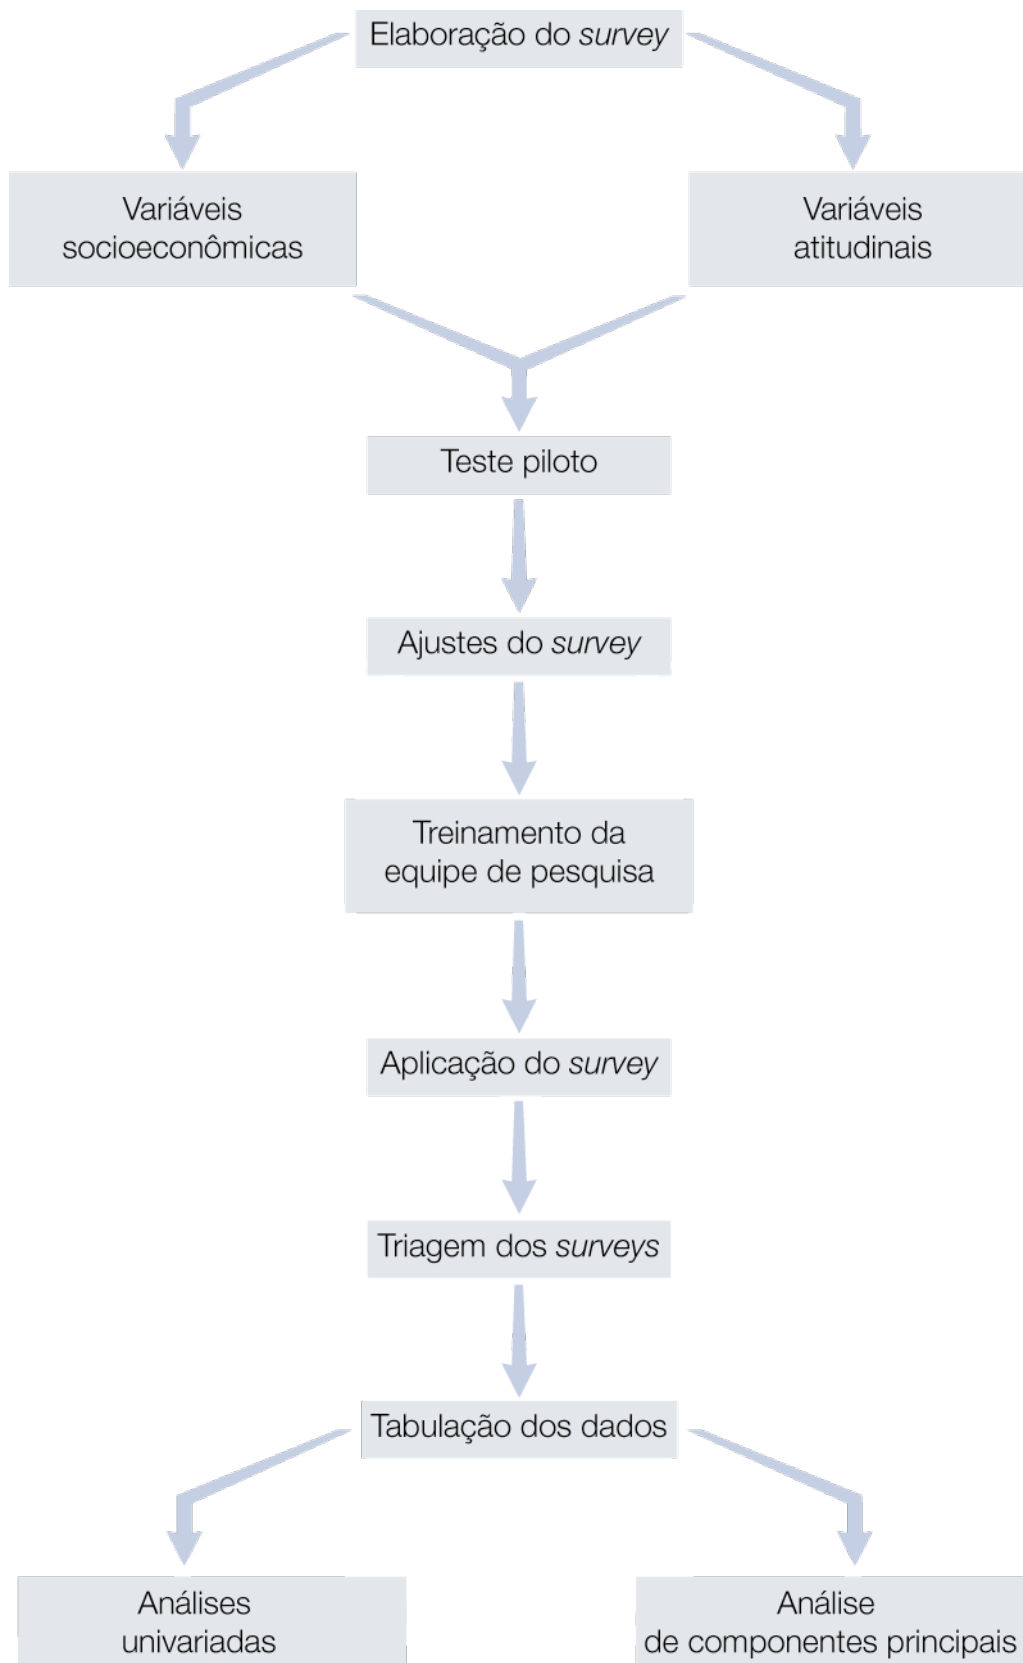 Elaboração do survey
Variáveis
socioeconômicas
Variáveis
atitudinais
Teste piloto
Ajustes do survey
Treinamento da
equipe de pesquisa
Aplicação do survey
Triagem dos surveys
Tabulação dos dados
Análises
univariadas
Análise
de componentes principais